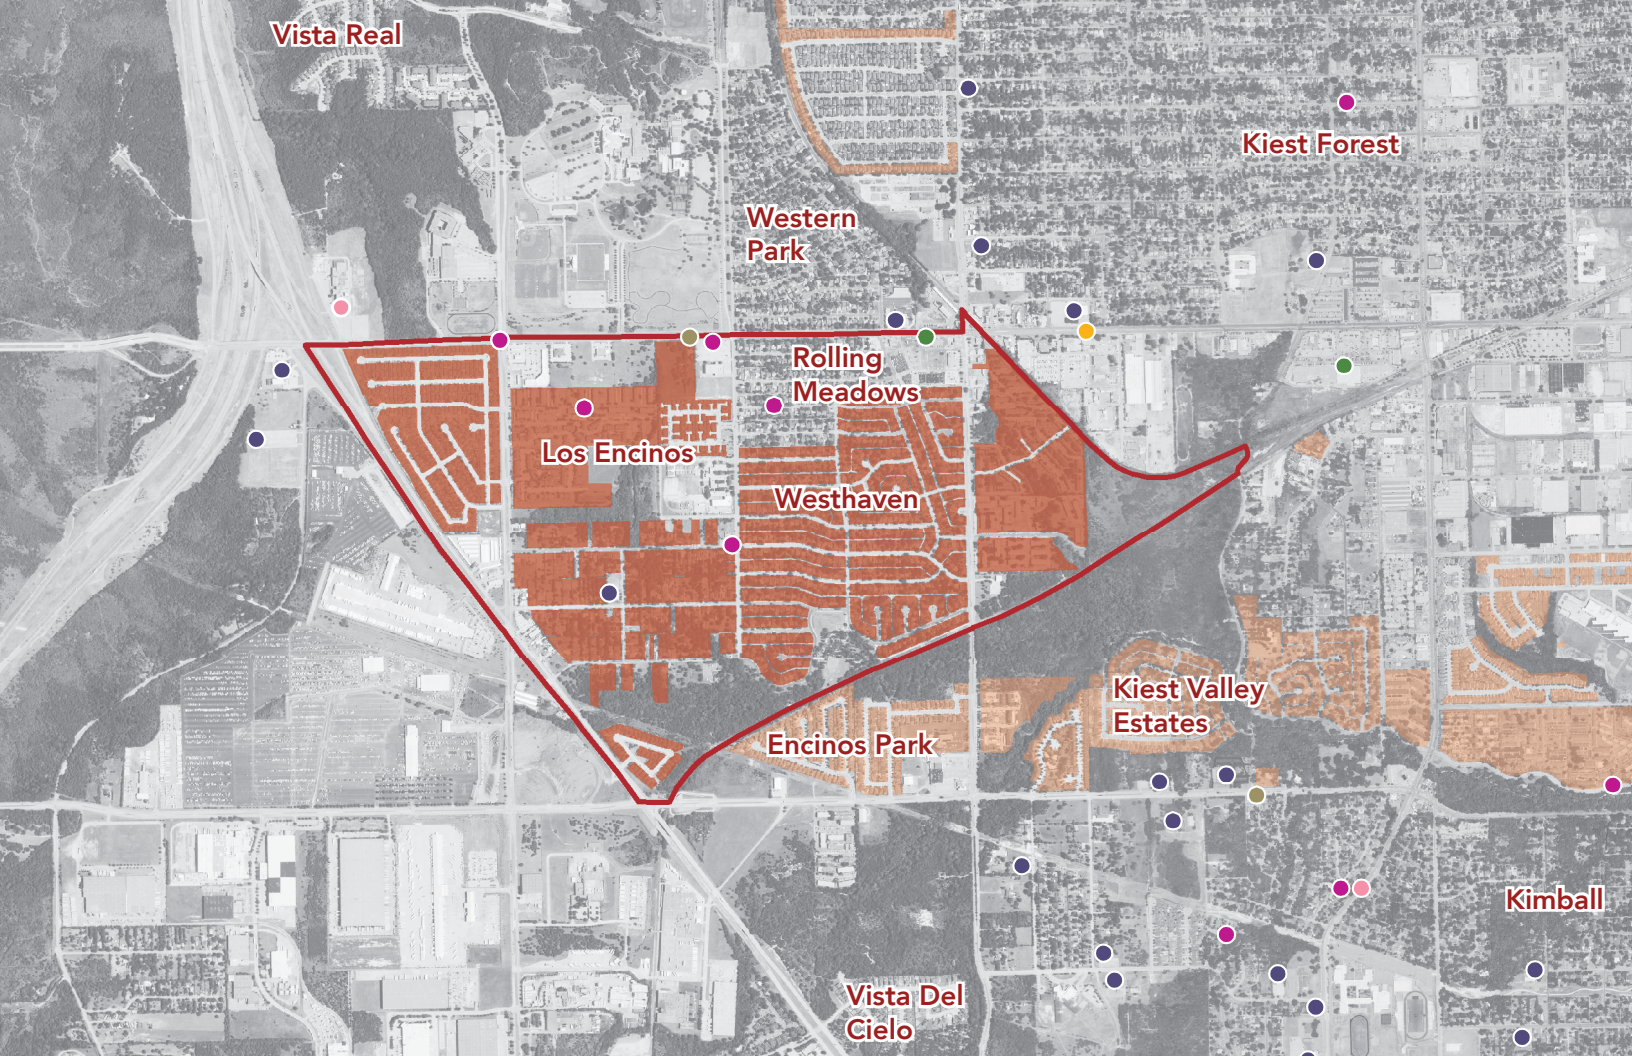 Vista Real
Kiest Forest
Western
Park
Rolling
Meadows
Los Encinos
Westhaven
Kiest Valley
Estates
Encinos Park
Kimball
Vista Del
Cielo